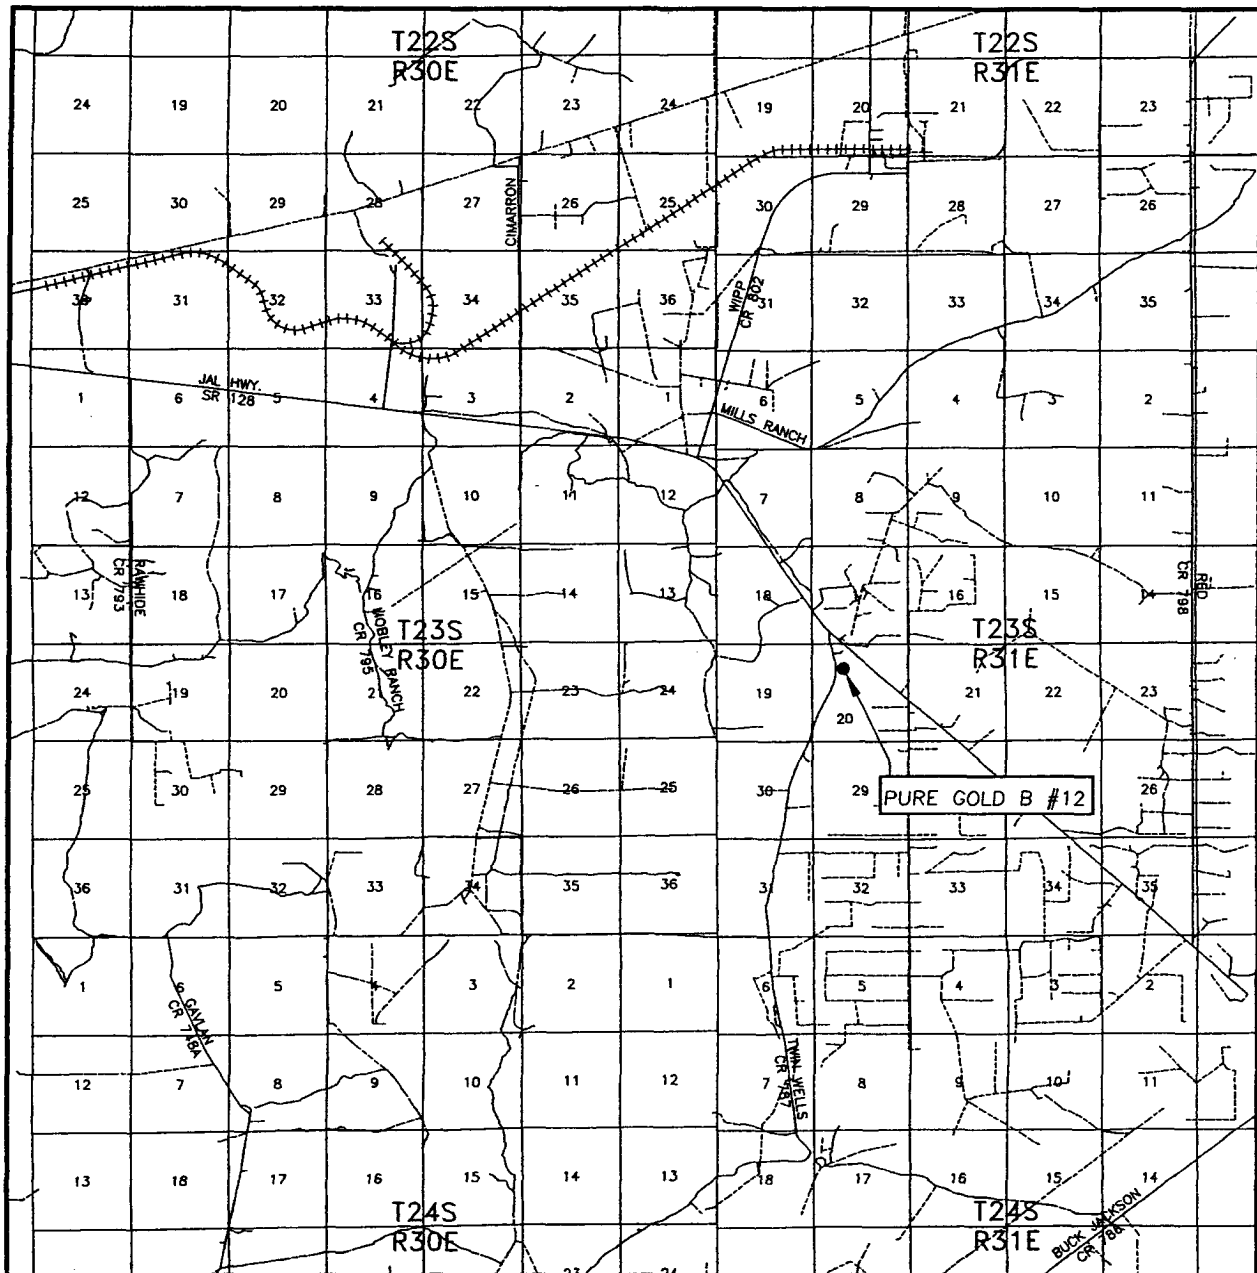 T22S
R30E
T22S
R31E
24 19 20 21 22 23 24 19 20 21 22 23
25 30 29 28 27 26 25 30 29 28 27 26
CIMARRON
31 32 33 34 35 36 31 32 33 34 35
WIPP
CR 802
JAL HWY.
SR 128
1 6 5 4 3 2 1 6 5 4 3 2
MILLS RANCH
12 7 8 9 10 11 12 7 8 9 10 11
RAWHIDE
CR 793
RED
CR 798
13 18 17 16 15 14 13 18 16 15 14
MOBLEY RANCH
CR 795
T23S
R30E
T23S
R31E
24 19 20 21 22 23 24 19 20 21 22 23
25 30 29 28 27 26 25 30 29 26
PURE GOLD B #12
36 31 32 33 34 35 36 31 32 33 34 35
1 6 5 4 3 2 1 6 5 4 3 2
GAVLAN
CR 748A
TWIN WELLS
CR 787
12 7 8 9 10 11 12 7 8 9 10 11
13 18 17 16 15 14 13 18 17 16 15 14
T24S
R30E
T24S
R31E
BUCK JACKSON
CR 786
23 24